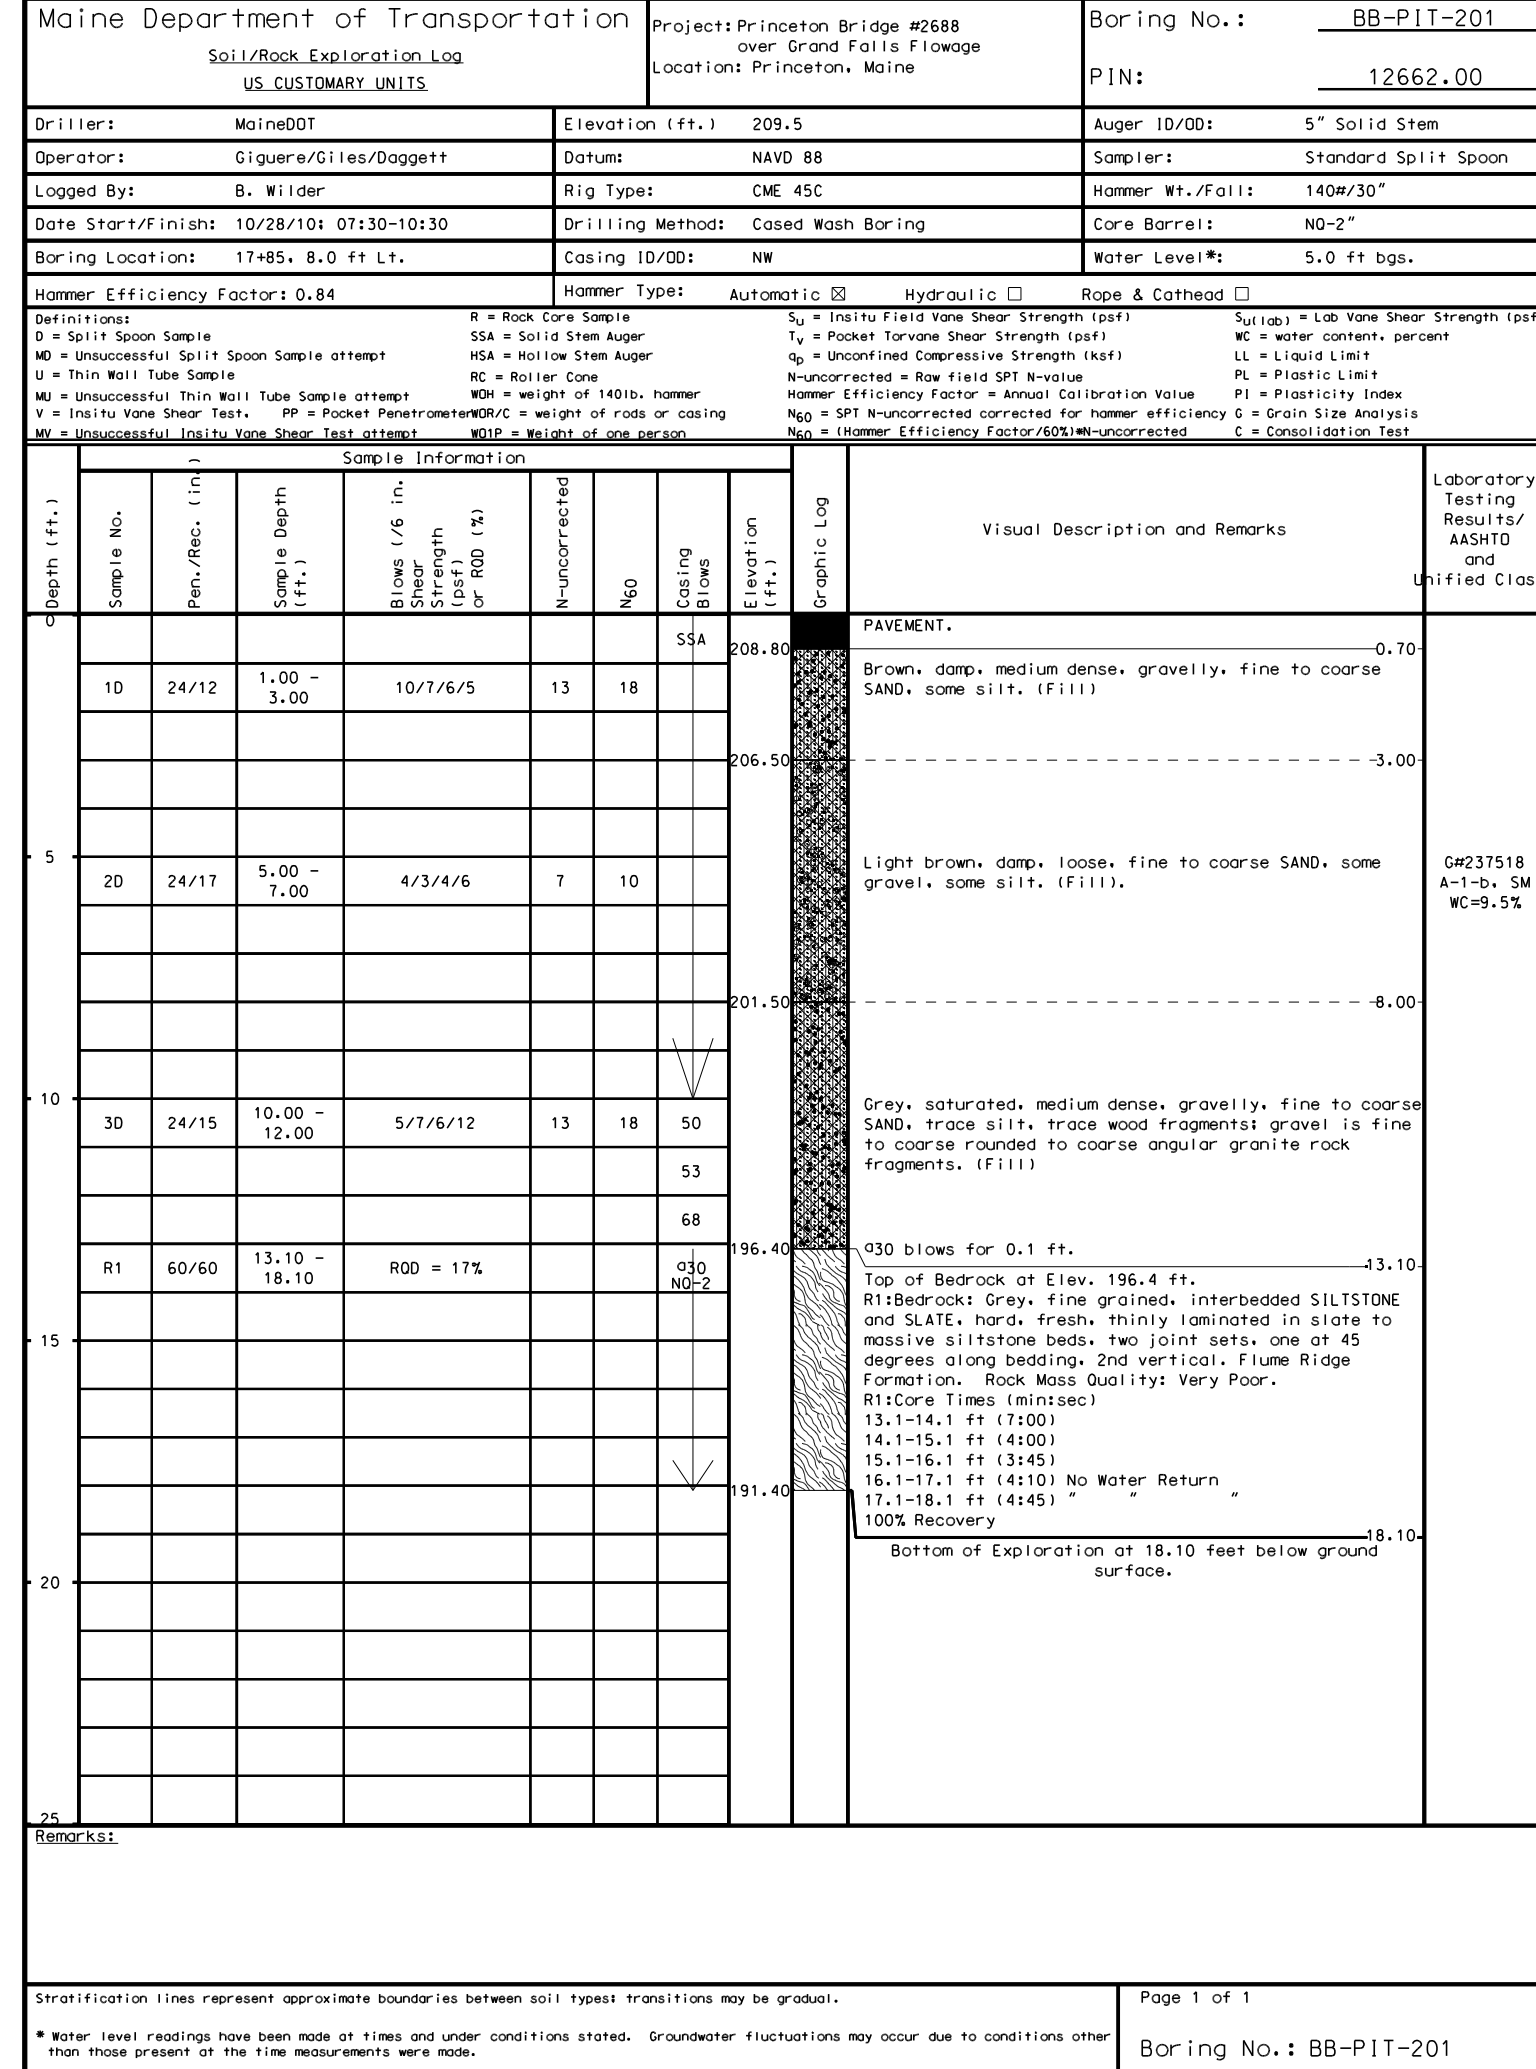 Maine Department of Transportation
Soil/Rock Exploration Log
US CUSTOMARY UNITS
Project: Princeton Bridge #2688
over Grand Falls Flowage
Location: Princeton, Maine
Boring No.: BB-PIT-201
PIN: 12662.00
Driller: MaineDOT Elevation (ft.) 209.5 Auger ID/OD: 5" Solid Stem
Operator: Giguere/Giles/Daggett Datum: NAVD 88 Sampler: Standard Split Spoon
Logged By: B. Wilder Rig Type: CME 45C Hammer Wt./Fall: 140#/30"
Date Start/Finish: 10/28/10; 07:30-10:30 Drilling Method: Cased Wash Boring Core Barrel: NQ-2"
Boring Location: 17+85, 8.0 ft Lt. Casing ID/OD: NW Water Level*: 5.0 ft bgs.
Hammer Efficiency Factor: 0.84 Hammer Type: Automatic ☒ Hydraulic ☐ Rope & Cathead ☐
Definitions:
D = Split Spoon Sample
MD = Unsuccessful Split Spoon Sample attempt
U = Thin Wall Tube Sample
MU = Unsuccessful Thin Wall Tube Sample attempt
V = Insitu Vane Shear Test, PP = Pocket Penetrometer
MV = Unsuccessful Insitu Vane Shear Test attempt
R = Rock Core Sample
SSA = Solid Stem Auger
HSA = Hollow Stem Auger
RC = Roller Cone
WOH = weight of 140lb. hammer
WOR/C = weight of rods or casing
WO1P = Weight of one person
Su = Insitu Field Vane Shear Strength (psf)
Tv = Pocket Torvane Shear Strength (psf)
qp = Unconfined Compressive Strength (ksf)
N-uncorrected = Raw field SPT N-value
Hammer Efficiency Factor = Annual Calibration Value
N60 = SPT N-uncorrected corrected for hammer efficiency
N60 = (Hammer Efficiency Factor/60%)*N-uncorrected
Su(lab) = Lab Vane Shear Strength (psf
WC = water content, percent
LL = Liquid Limit
PL = Plastic Limit
PI = Plasticity Index
G = Grain Size Analysis
C = Consolidation Test
Sample Information
Depth (ft.)
Sample No.
Pen./Rec. (in.)
Sample Depth
(ft.)
Blows (/6 in.
Shear
Strength
(psf)
or RQD (%)
N-uncorrected
N60
Casing
Blows
Elevation
(ft.)
Graphic Log
Visual Description and Remarks
Laboratory
Testing
Results/
AASHTO
and
Unified Clas
0
SSA
PAVEMENT.
208.80
0.70
1D 24/12 1.00 -
3.00 10/7/6/5 13 18
Brown, damp, medium dense, gravelly, fine to coarse
SAND, some silt. (Fill)
206.50
3.00
5
2D 24/17 5.00 -
7.00 4/3/4/6 7 10
Light brown, damp, loose, fine to coarse SAND, some
gravel, some silt. (Fill).
G#237518
A-1-b, SM
WC=9.5%
201.50
8.00
10
3D 24/15 10.00 -
12.00 5/7/6/12 13 18 50
Grey, saturated, medium dense, gravelly, fine to coarse
SAND, trace silt, trace wood fragments; gravel is fine
to coarse rounded to coarse angular granite rock
fragments. (Fill)
53
68
196.40
a30 blows for 0.1 ft.
13.10
R1 60/60 13.10 -
18.10 RQD = 17% a30
NQ-2
Top of Bedrock at Elev. 196.4 ft.
R1:Bedrock: Grey, fine grained, interbedded SILTSTONE
and SLATE, hard, fresh, thinly laminated in slate to
massive siltstone beds, two joint sets, one at 45
degrees along bedding, 2nd vertical. Flume Ridge
Formation. Rock Mass Quality: Very Poor.
R1:Core Times (min:sec)
13.1-14.1 ft (7:00)
14.1-15.1 ft (4:00)
15.1-16.1 ft (3:45)
16.1-17.1 ft (4:10) No Water Return
17.1-18.1 ft (4:45) " " "
100% Recovery
15
191.40
18.10
Bottom of Exploration at 18.10 feet below ground
surface.
20
25
Remarks:
Stratification lines represent approximate boundaries between soil types; transitions may be gradual.
* Water level readings have been made at times and under conditions stated. Groundwater fluctuations may occur due to conditions other
than those present at the time measurements were made.
Page 1 of 1
Boring No.: BB-PIT-201